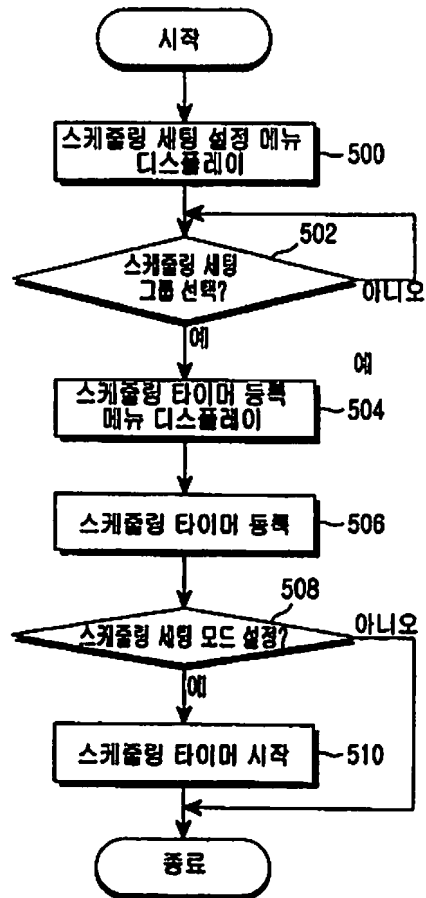 시작
스케줄링 세팅 설정 메뉴
디스플레이
500
502
스케줄링 세팅
그룹 선택?
아니오
예
예
스케줄링 타이머 등록
메뉴 디스플레이
504
스케줄링 타이머 등록
506
508
스케줄링 세팅 모드 설정?
아니오
예
스케줄링 타이머 시작
510
종료